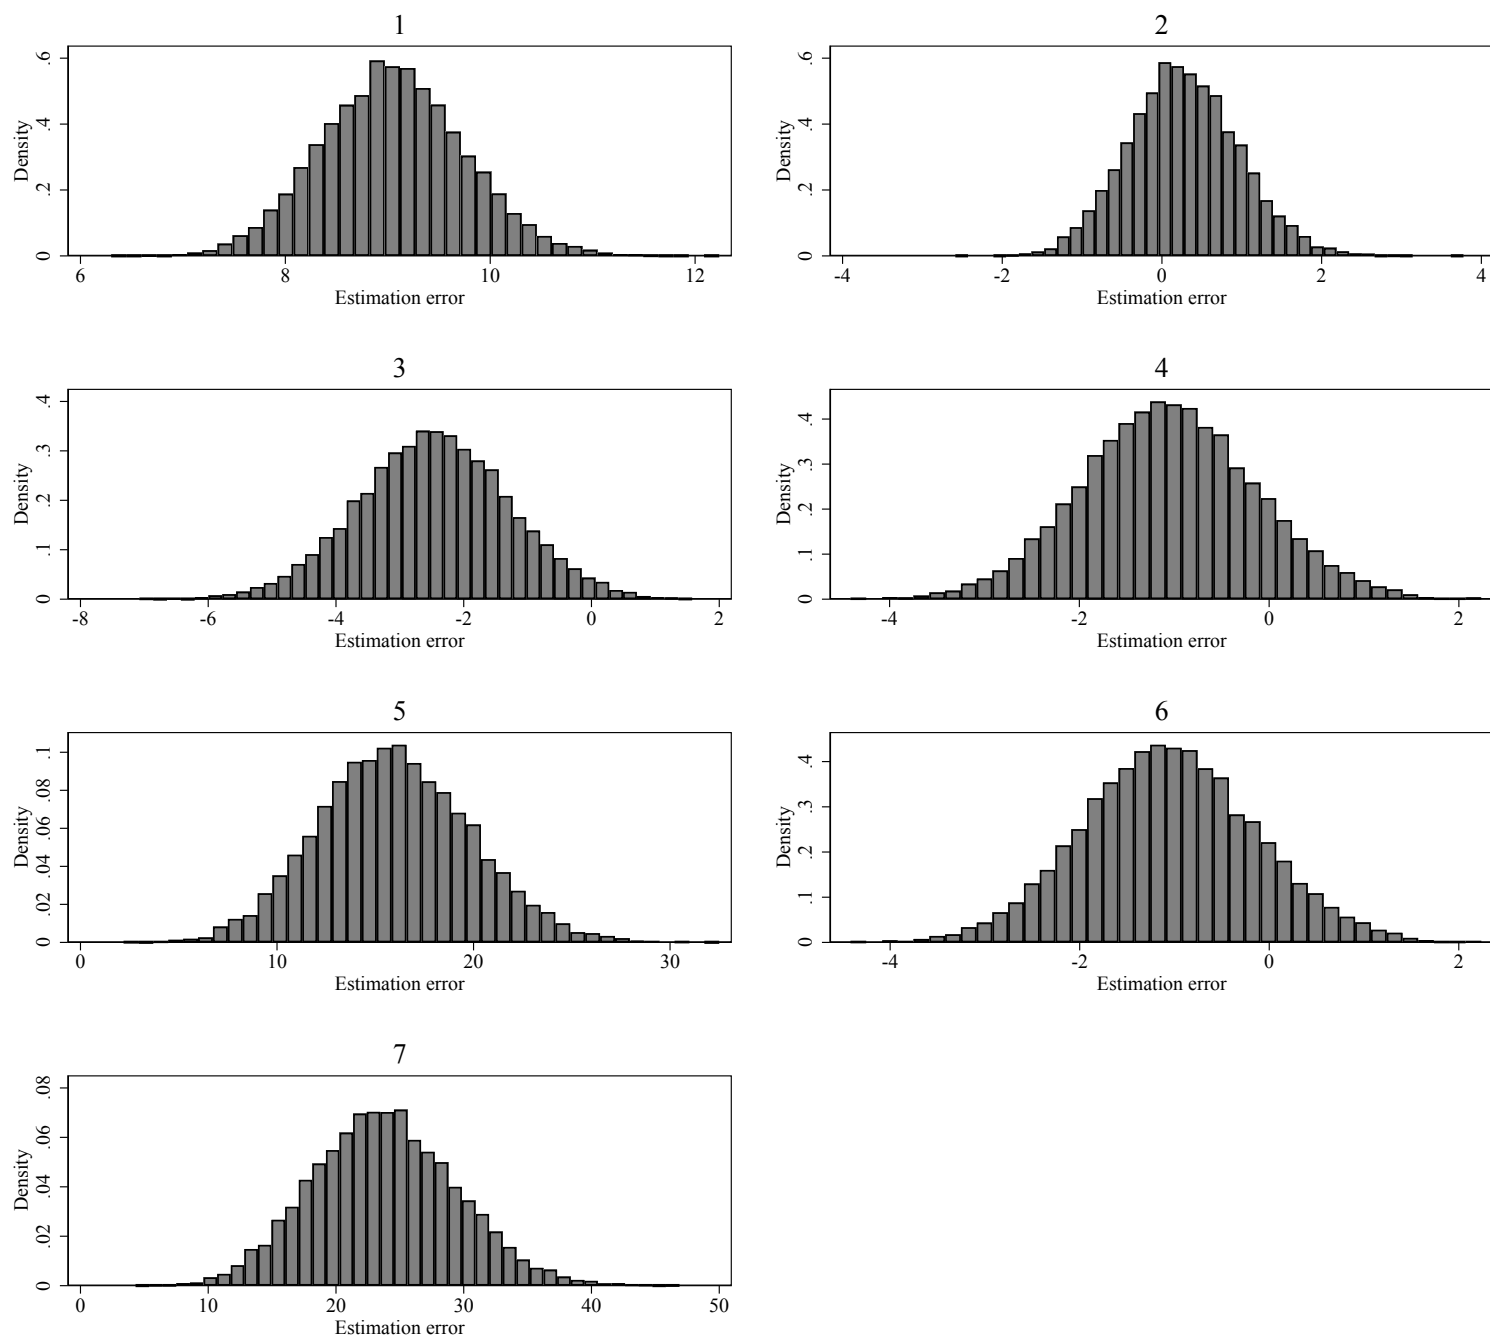 1
Density
0 .2 .4 .6
6 8 10 12
Estimation error
2
Density
0 .2 .4 .6
-4 -2 0 2 4
Estimation error
3
Density
0 .1 .2 .3 .4
-8 -6 -4 -2 0 2
Estimation error
4
Density
0 .1 .2 .3 .4
-4 -2 0 2
Estimation error
5
Density
0 .02 .04 .06 .08 .1
0 10 20 30
Estimation error
6
Density
0 .1 .2 .3 .4
-4 -2 0 2
Estimation error
7
Density
0 .02 .04 .06 .08
0 10 20 30 40 50
Estimation error